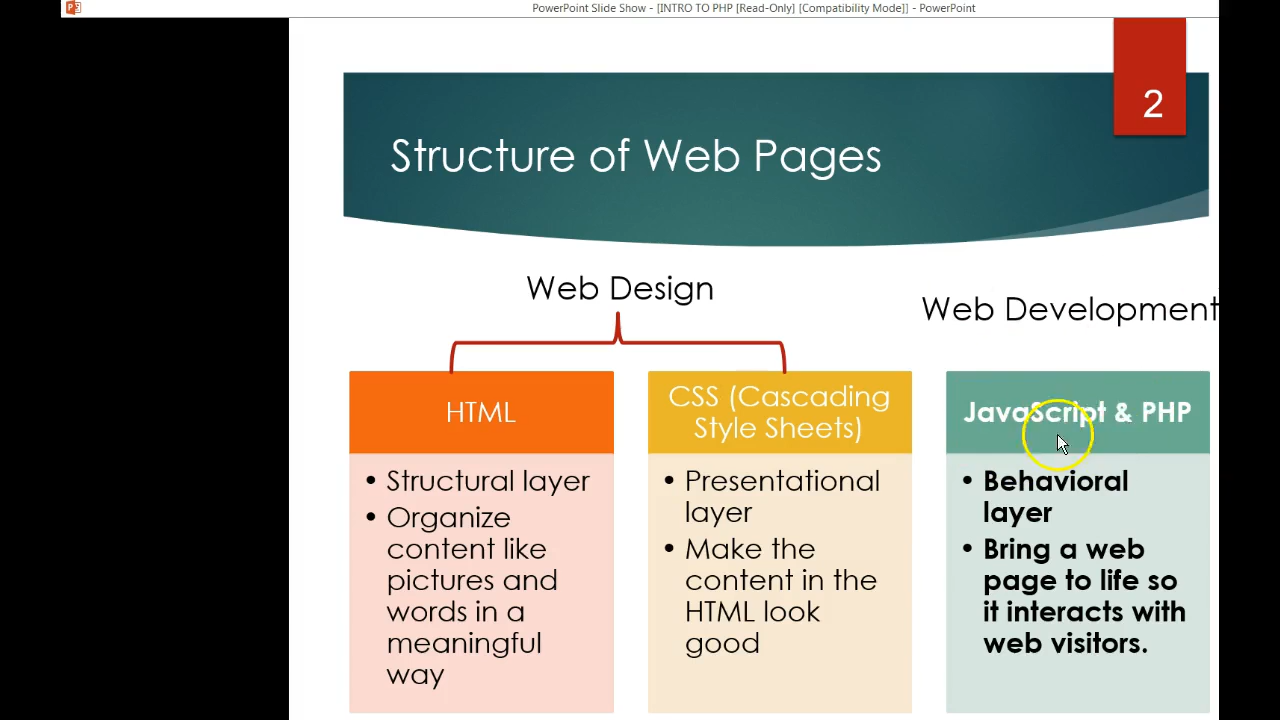 PowerPoint Slide Show - [INTRO TO PHP [Read-Only] [Compatibility Mode]] - PowerPoint
2
Structure of Web Pages
Web Design
Web Development
HTML
• Structural layer
• Organize
content like
pictures and
words in a
meaningful
way
CSS (Cascading
Style Sheets)
• Presentational
layer
• Make the
content in the
HTML look
good
JavaScript & PHP
• Behavioral
layer
• Bring a web
page to life so
it interacts with
web visitors.